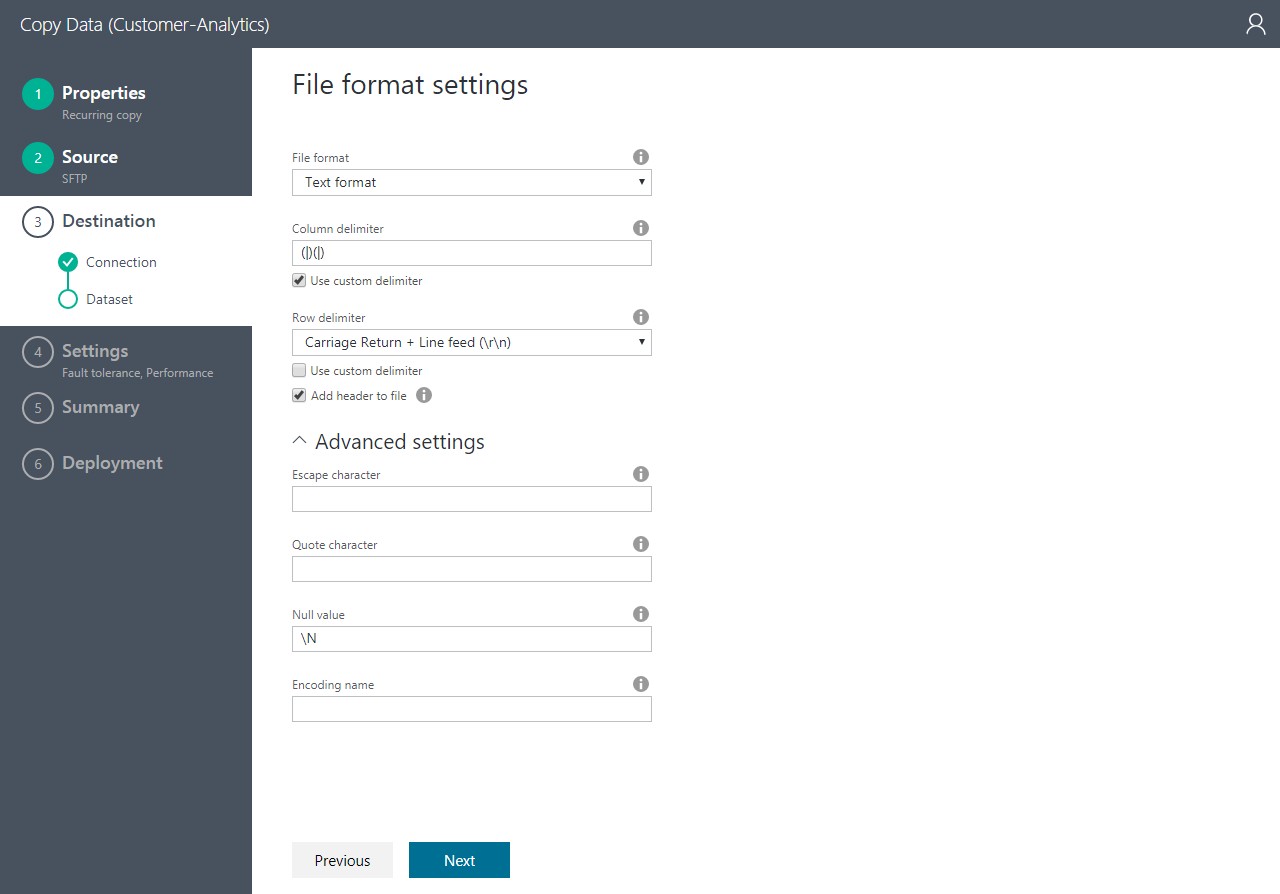 Copy Data (Customer-Analytics)
1 Properties
Recurring copy
2 Source
SFTP
3 Destination
Connection
Dataset
4 Settings
Fault tolerance, Performance
5 Summary
6 Deployment
File format settings
File format
Text format
Column delimiter
(|)(|)
Use custom delimiter
Row delimiter
Carriage Return + Line feed (\r\n)
Use custom delimiter
Add header to file
Advanced settings
Escape character
Quote character
Null value
\N
Encoding name
Previous Next